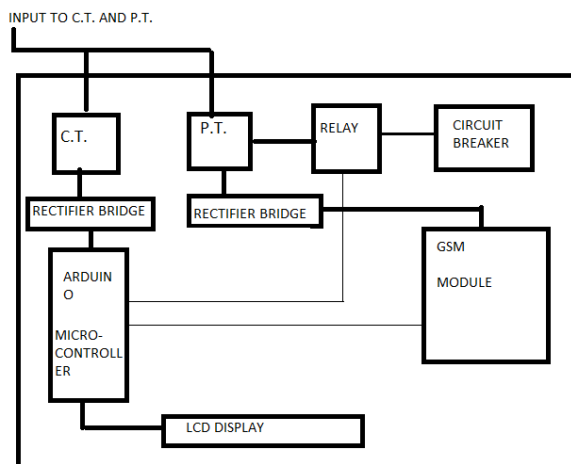 INPUT TO C.T. AND P.T.
C.T.
P.T.
RELAY
CIRCUIT
BREAKER
RECTIFIER BRIDGE
RECTIFIER BRIDGE
ARDUIN
O
MICRO-
CONTROLL
ER
GSM
MODULE
LCD DISPLAY